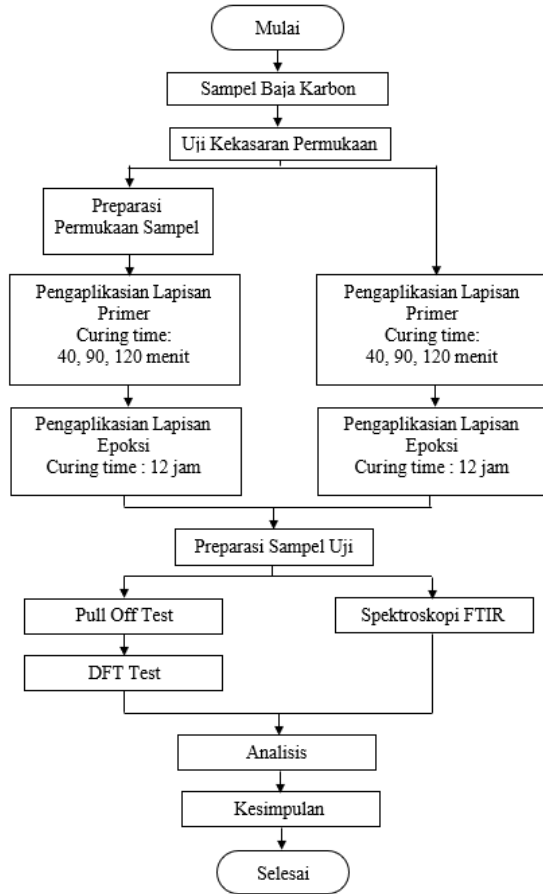 Mulai
Sampel Baja Karbon
Uji Kekasaran Permukaan
Preparasi
Permukaan Sampel
Pengaplikasian Lapisan
Primer
Curing time:
40, 90, 120 menit
Pengaplikasian Lapisan
Primer
Curing time:
40, 90, 120 menit
Pengaplikasian Lapisan
Epoksi
Curing time : 12 jam
Pengaplikasian Lapisan
Epoksi
Curing time : 12 jam
Preparasi Sampel Uji
Pull Off Test
Spektroskopi FTIR
DFT Test
Analisis
Kesimpulan
Selesai